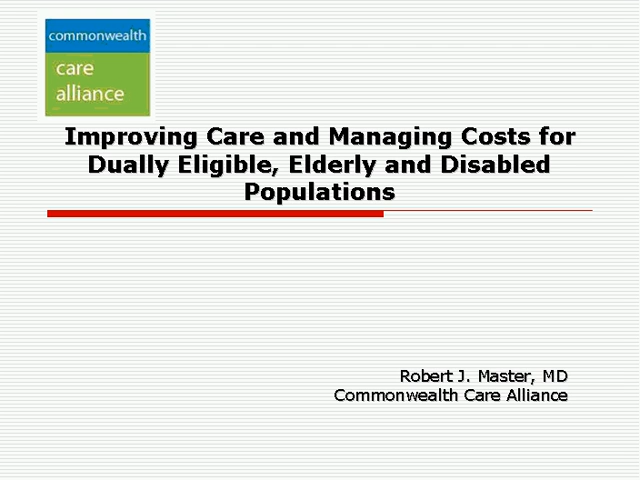 commonwealth
care
alliance
Improving Care and Managing Costs for
Dually Eligible, Elderly and Disabled
Populations
Robert J. Master, MD
Commonwealth Care Alliance